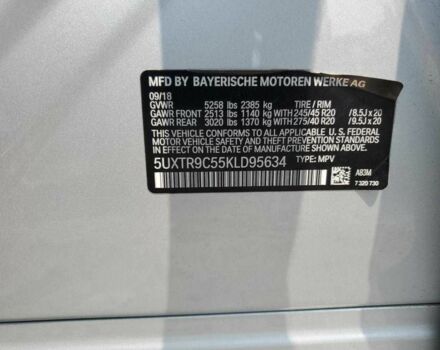 MFD BY BAYERISCHE MOTOREN WERKE AG
09/18
GVWR 5258 lbs 2385 kg TIRE / RIM
GAWR FRONT 2513 lbs 1140 kg WITH 245/45 R20 / 8.5J x 20
GAWR REAR 3020 lbs 1370 kg WITH 275/40 R20 / 9.5J x 20
THIS VEHICLE CONFORMS TO ALL APPLICABLE U.S. FEDERAL
MOTOR VEHICLE SAFETY AND THEFT PREVENTION STANDARDS
IN EFFECT ON THE DATE OF MANUFACTURE SHOWN ABOVE.
5UXTR9C55KLD95634
TYPE: MPV
A83M
7 320 730